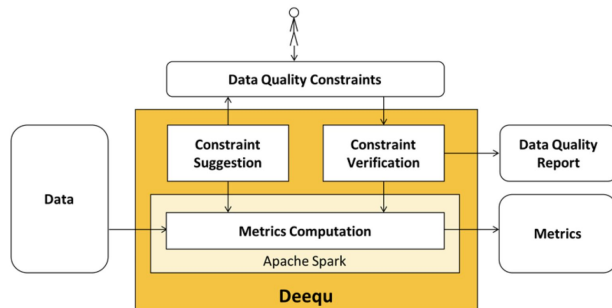 Data Quality Constraints
Constraint
Suggestion
Constraint
Verification
Data Quality
Report
Data
Metrics Computation
Metrics
Apache Spark
Deequ